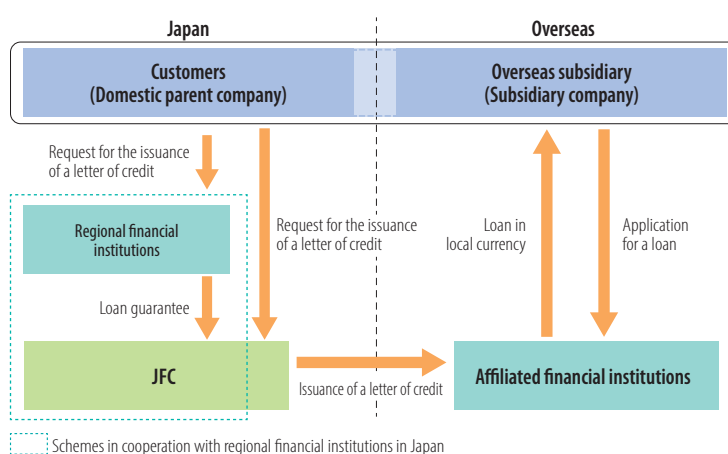 Japan
Overseas
Customers
(Domestic parent company)
Overseas subsidiary
(Subsidiary company)
Request for the issuance
of a letter of credit
Regional financial
institutions
Request for the issuance
of a letter of credit
Loan in
local currency
Application
for a loan
Loan guarantee
JFC
Issuance of a letter of credit
Affiliated financial institutions
Schemes in cooperation with regional financial institutions in Japan